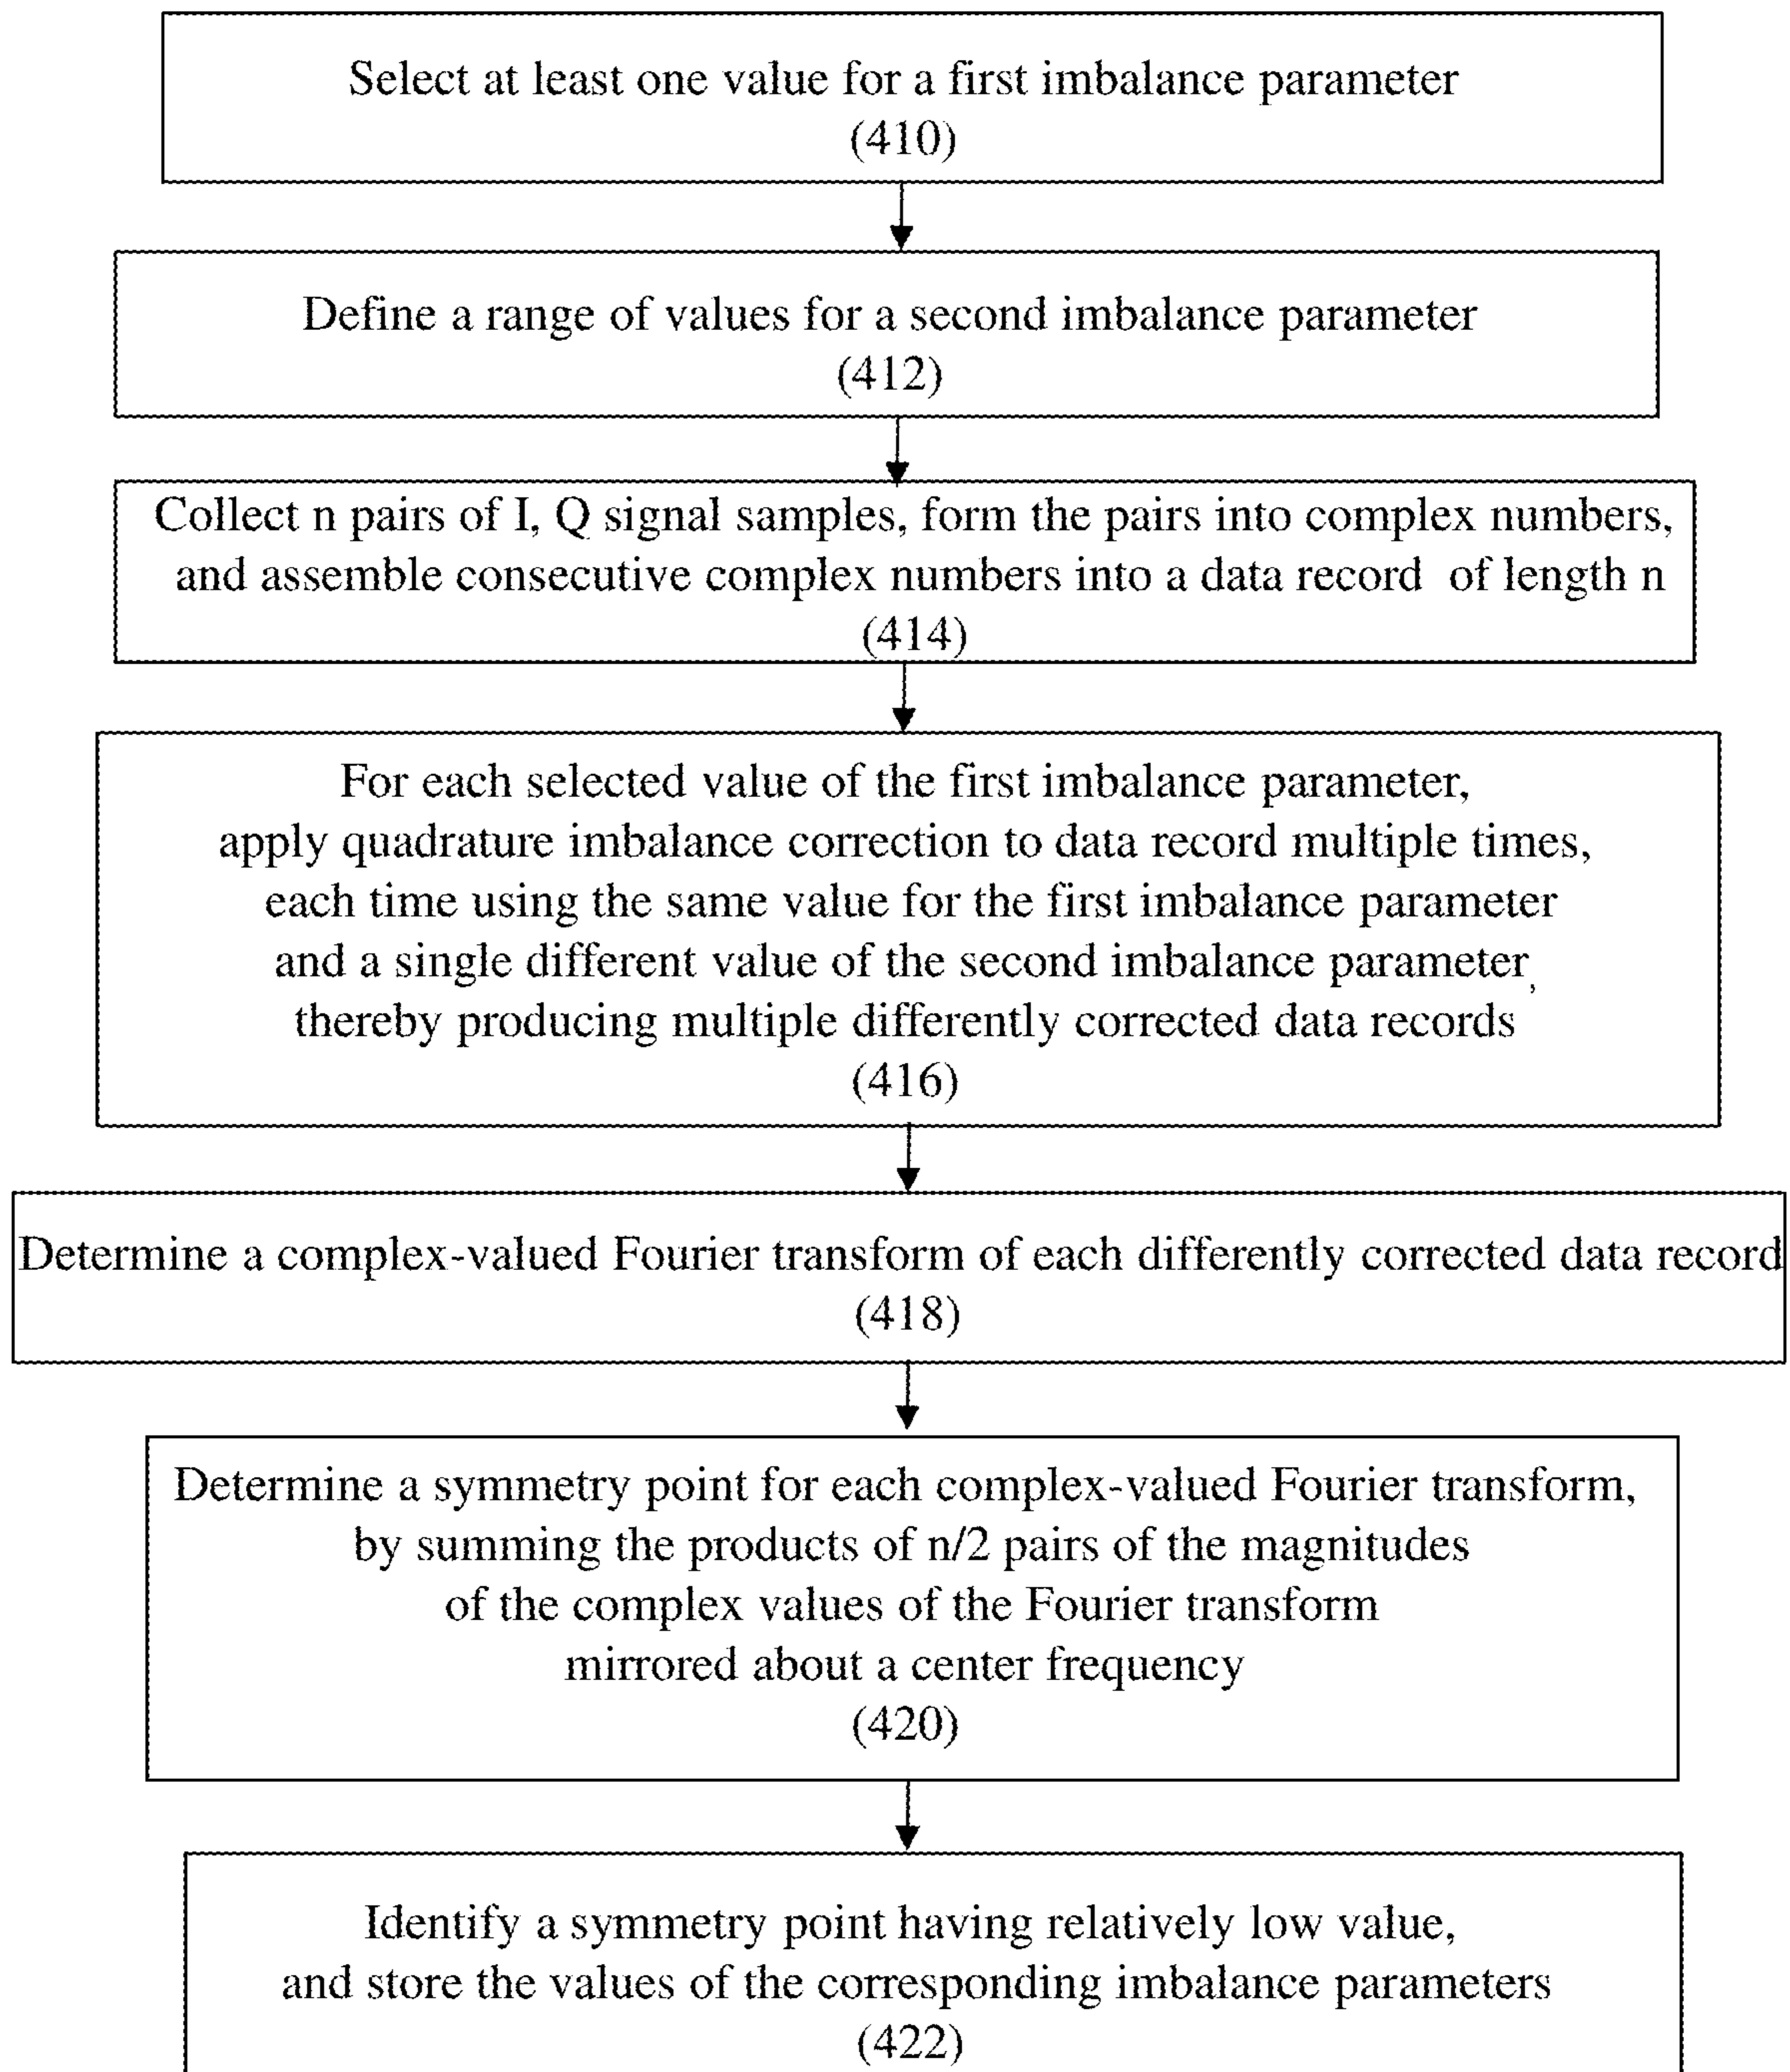 Select at least one value for a first imbalance parameter
(410)
Define a range of values for a second imbalance parameter
(412)
Collect n pairs of I, Q signal samples, form the pairs into complex numbers,
and assemble consecutive complex numbers into a data record of length n
(414)
For each selected value of the first imbalance parameter,
apply quadrature imbalance correction to data record multiple times,
each time using the same value for the first imbalance parameter
and a single different value of the second imbalance parameter,
thereby producing multiple differently corrected data records
(416)
Determine a complex-valued Fourier transform of each differently corrected data record
(418)
Determine a symmetry point for each complex-valued Fourier transform,
by summing the products of n/2 pairs of the magnitudes
of the complex values of the Fourier transform
mirrored about a center frequency
(420)
Identify a symmetry point having relatively low value,
and store the values of the corresponding imbalance parameters
(422)